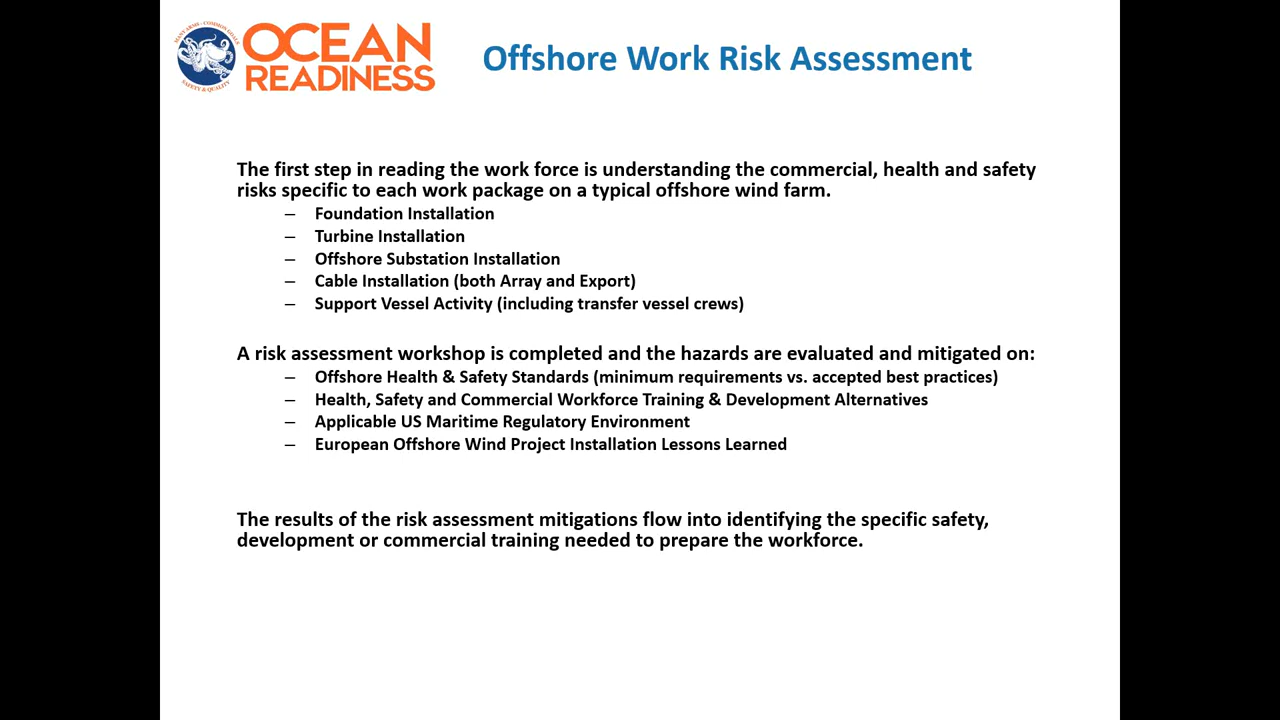 MANY ARMS - COMMON GOALS
SAFETY & QUALITY
OCEAN
READINESS
Offshore Work Risk Assessment
The first step in reading the work force is understanding the commercial, health and safety
risks specific to each work package on a typical offshore wind farm.
– Foundation Installation
– Turbine Installation
– Offshore Substation Installation
– Cable Installation (both Array and Export)
– Support Vessel Activity (including transfer vessel crews)
A risk assessment workshop is completed and the hazards are evaluated and mitigated on:
– Offshore Health & Safety Standards (minimum requirements vs. accepted best practices)
– Health, Safety and Commercial Workforce Training & Development Alternatives
– Applicable US Maritime Regulatory Environment
– European Offshore Wind Project Installation Lessons Learned
The results of the risk assessment mitigations flow into identifying the specific safety,
development or commercial training needed to prepare the workforce.